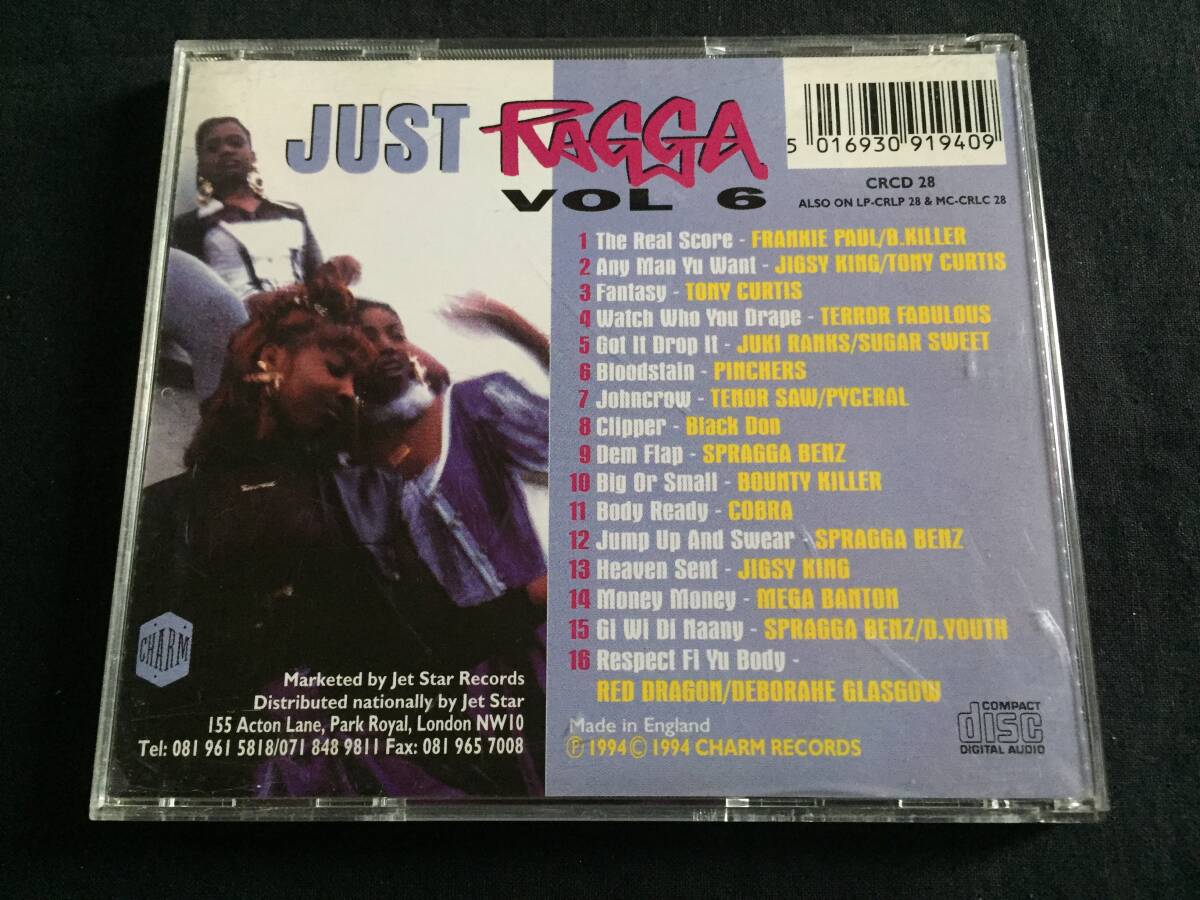 JUST RAGGA
VOL 6
5 016930 919409
CRCD 28
ALSO ON LP-CRLP 28 & MC-CRLC 28
1 The Real Score - FRANKIE PAUL/B.KILLER
2 Any Man Yu Want - JIGSY KING/TONY CURTIS
3 Fantasy - TONY CURTIS
4 Watch Who You Drape - TERROR FABULOUS
5 Got It Drop It - JUKI RANKS/SUGAR SWEET
6 Bloodstain - PINCHERS
7 Johncrow - TENOR SAW/PYCERAL
8 Clipper - Black Don
9 Dem Flap - SPRAGGA BENZ
10 Big Or Small - BOUNTY KILLER
11 Body Ready - COBRA
12 Jump Up And Swear - SPRAGGA BENZ
13 Heaven Sent - JIGSY KING
14 Money Money - MEGA BANTON
15 Gi Wi Di Naany - SPRAGGA BENZ/D.YOUTH
16 Respect Fi Yu Body -
RED DRAGON/DEBORAHE GLASGOW
CHARM
Marketed by Jet Star Records
Distributed nationally by Jet Star
155 Acton Lane, Park Royal, London NW10
Tel: 081 961 5818/071 848 9811 Fax: 081 965 7008
Made in England
℗ 1994 © 1994 CHARM RECORDS
COMPACT
disc
DIGITAL AUDIO